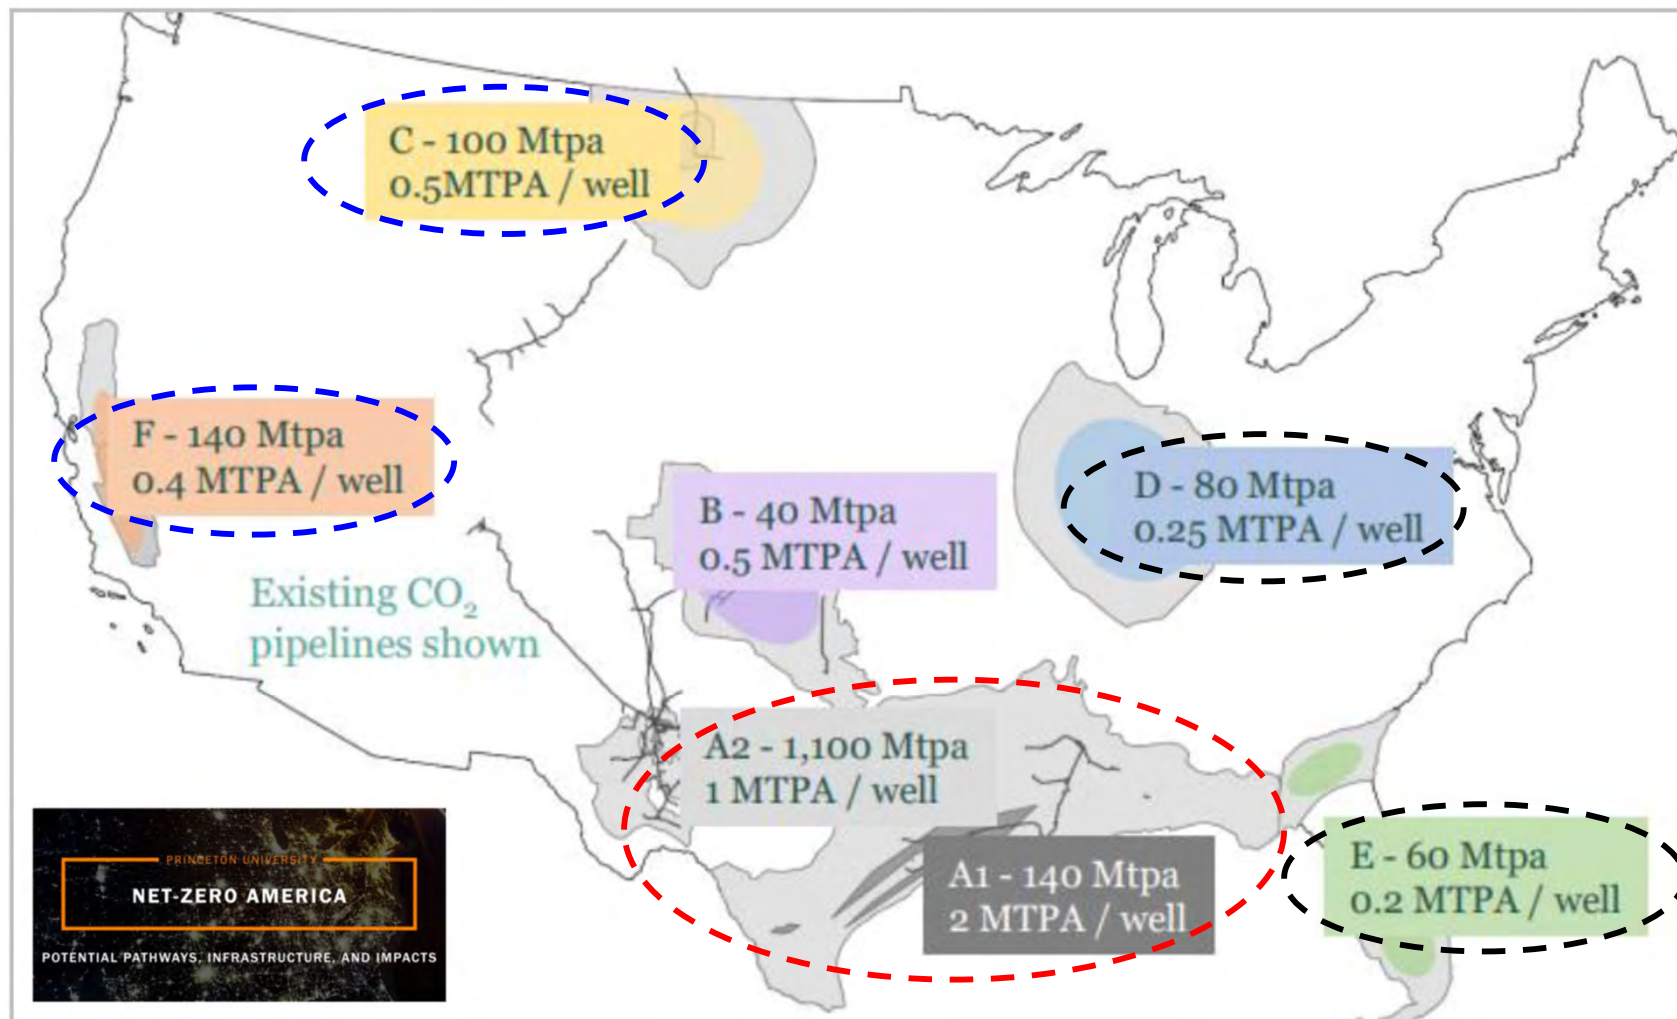 C - 100 Mtpa
0.5MTPA / well
F - 140 Mtpa
0.4 MTPA / well
B - 40 Mtpa
0.5 MTPA / well
D - 80 Mtpa
0.25 MTPA / well
Existing CO₂
pipelines shown
A2 - 1,100 Mtpa
1 MTPA / well
A1 - 140 Mtpa
2 MTPA / well
E - 60 Mtpa
0.2 MTPA / well
PRINCETON UNIVERSITY
NET-ZERO AMERICA
POTENTIAL PATHWAYS, INFRASTRUCTURE, AND IMPACTS